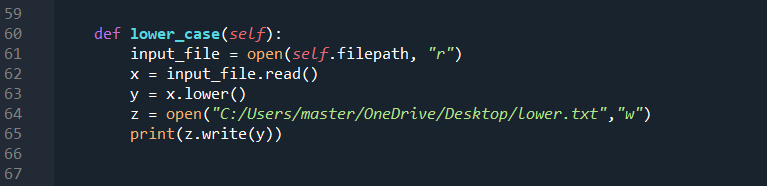 59
60 def lower_case(self):
61 input_file = open(self.filepath, "r")
62 x = input_file.read()
63 y = x.lower()
64 z = open("C:/Users/master/OneDrive/Desktop/lower.txt","w")
65 print(z.write(y))
66
67